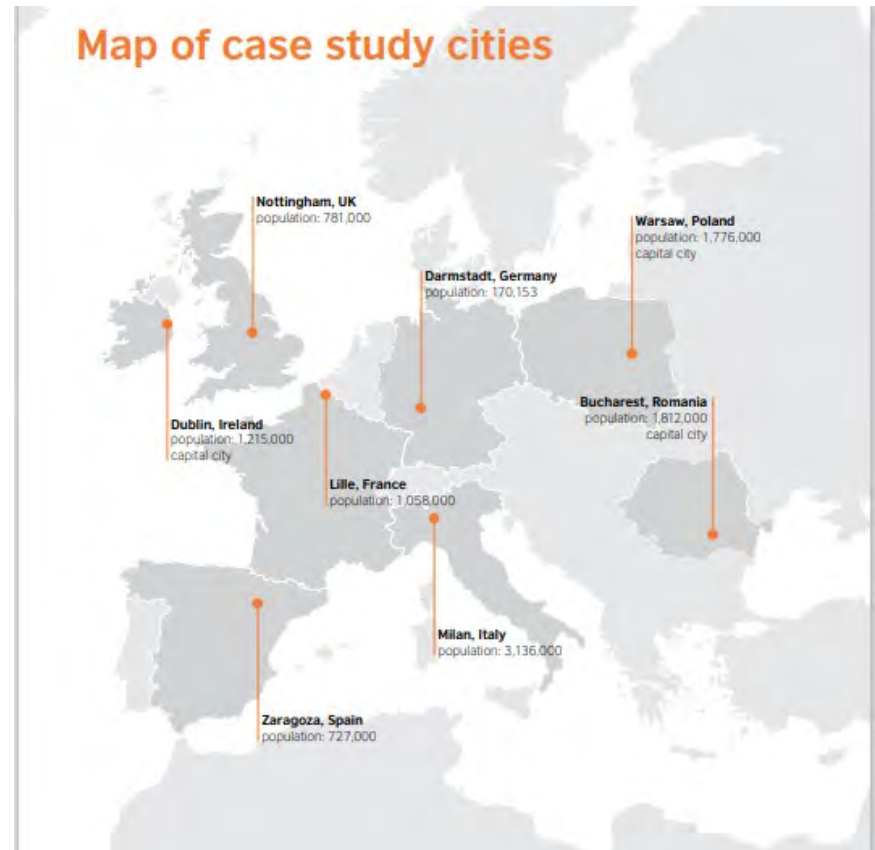 Map of case study cities
Nottingham, UK
population: 781,000
Warsaw, Poland
population: 1,776,000
capital city
Darmstadt, Germany
population: 170,153
Bucharest, Romania
population: 1,812,000
capital city
Dublin, Ireland
population: 1,215,000
capital city
Lille, France
population: 1,058,000
Milan, Italy
population: 3,136,000
Zaragoza, Spain
population: 727,000